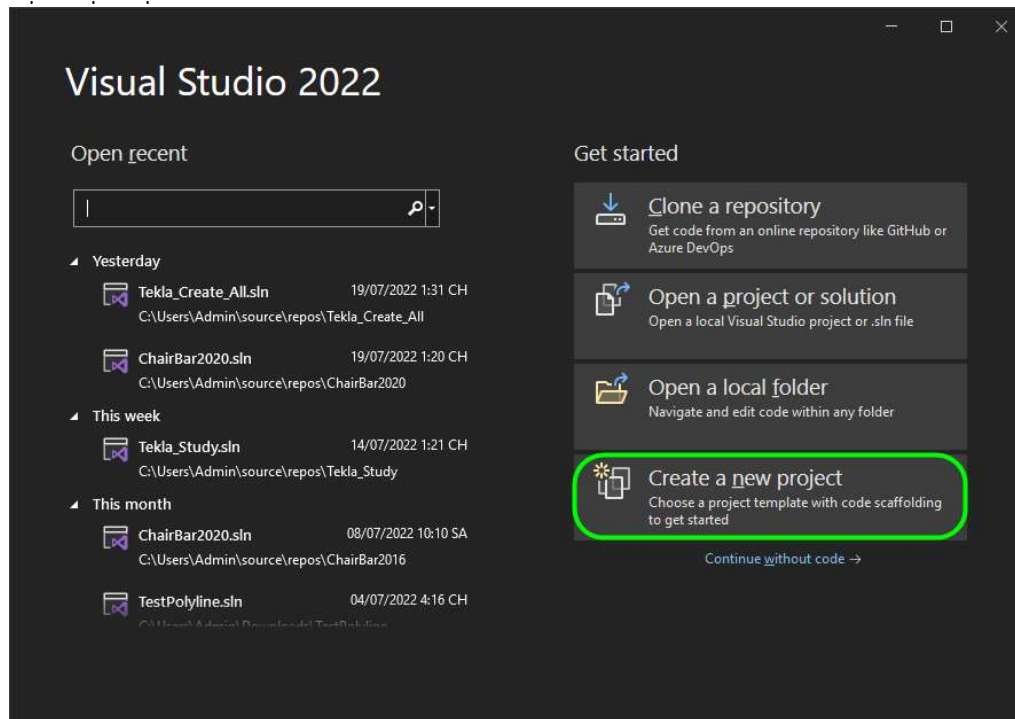 Visual Studio 2022
Open recent
Yesterday
Tekla_Create_All.sln 19/07/2022 1:31 CH
C:\Users\Admin\source\repos\Tekla_Create_All
ChairBar2020.sln 19/07/2022 1:20 CH
C:\Users\Admin\source\repos\ChairBar2020
This week
Tekla_Study.sln 14/07/2022 1:21 CH
C:\Users\Admin\source\repos\Tekla_Study
This month
ChairBar2020.sln 08/07/2022 10:10 SA
C:\Users\Admin\source\repos\ChairBar2016
TestPolyline.sln 04/07/2022 4:16 CH
C:\Users\Admin\Downloads\TestPolyline
Get started
Clone a repository
Get code from an online repository like GitHub or
Azure DevOps
Open a project or solution
Open a local Visual Studio project or .sln file
Open a local folder
Navigate and edit code within any folder
Create a new project
Choose a project template with code scaffolding
to get started
Continue without code →